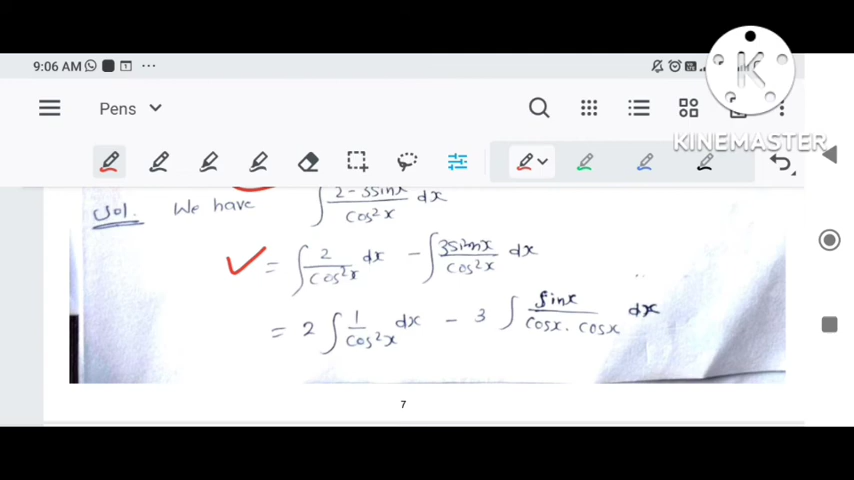 9:06 AM
Pens
KINEMASTER
Sol. We have ∫ (2 - 3sinx)/(cos²x) dx
= ∫ 2/(cos²x) dx - ∫ 3sinx/(cos²x) dx
= 2 ∫ 1/(cos²x) dx - 3 ∫ sinx/(cosx. cosx) dx
7